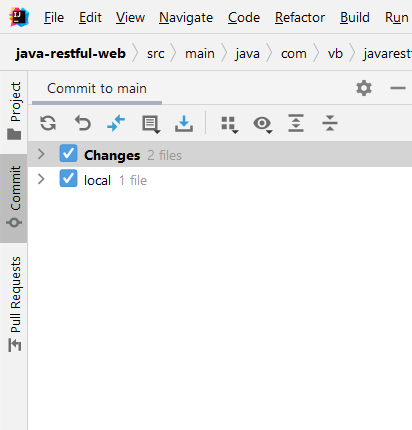 IJ
File Edit View Navigate Code Refactor Build Run
java-restful-web src main java com vb javarest
Project
Commit to main
Changes 2 files
Commit
local 1 file
Pull Requests